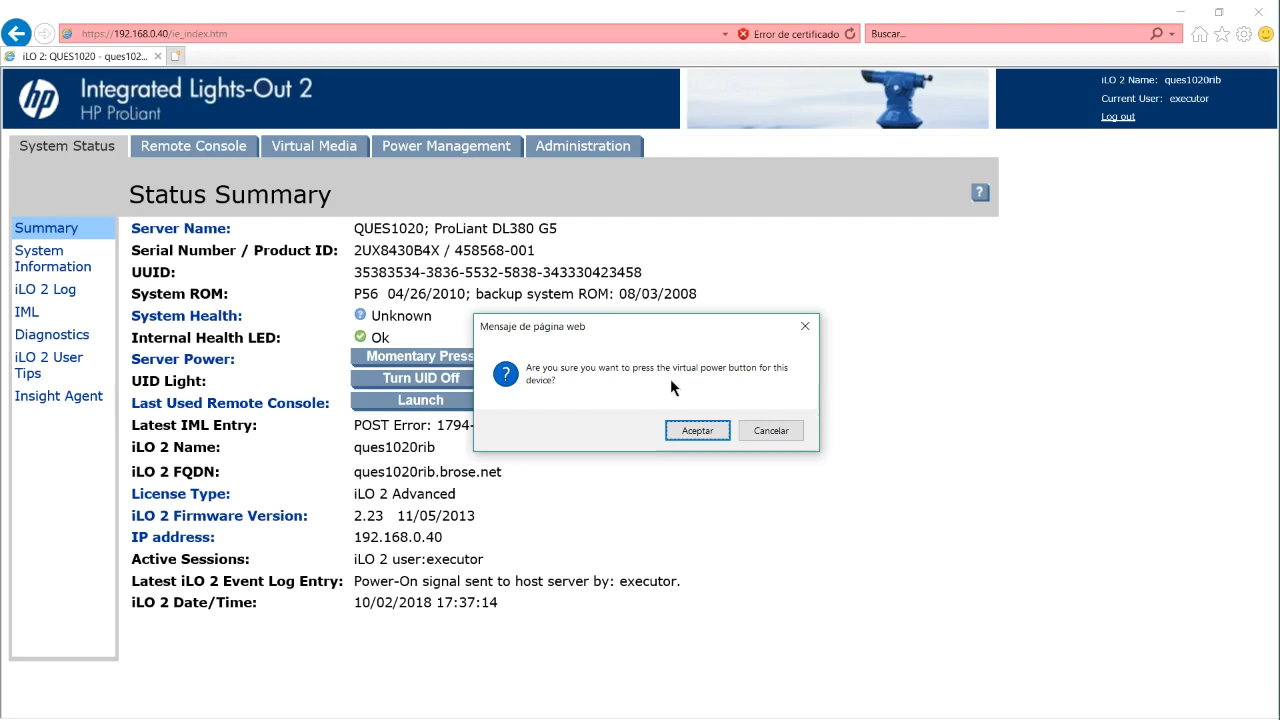 https://192.168.0.40/ie_index.htm
Error de certificado
Buscar...
iLO 2: QUES1020 - ques102...
hp
Integrated Lights-Out 2
HP ProLiant
iLO 2 Name: ques1020rib
Current User: executor
Log out
System Status
Remote Console
Virtual Media
Power Management
Administration
Status Summary
?
Summary
System
Information
iLO 2 Log
IML
Diagnostics
iLO 2 User
Tips
Insight Agent
Server Name: QUES1020; ProLiant DL380 G5
Serial Number / Product ID: 2UX8430B4X / 458568-001
UUID: 35383534-3836-5532-5838-343330423458
System ROM: P56 04/26/2010; backup system ROM: 08/03/2008
System Health: Unknown
Internal Health LED: Ok
Server Power: Momentary Press
UID Light: Turn UID Off
Last Used Remote Console: Launch
Latest IML Entry: POST Error: 1794-
iLO 2 Name: ques1020rib
iLO 2 FQDN: ques1020rib.brose.net
License Type: iLO 2 Advanced
iLO 2 Firmware Version: 2.23 11/05/2013
IP address: 192.168.0.40
Active Sessions: iLO 2 user:executor
Latest iLO 2 Event Log Entry: Power-On signal sent to host server by: executor.
iLO 2 Date/Time: 10/02/2018 17:37:14
Mensaje de página web
Are you sure you want to press the virtual power button for this
device?
Aceptar
Cancelar